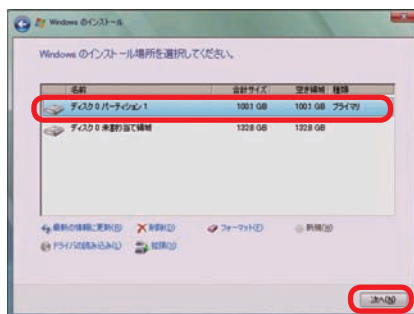 Windows のインストール
Windows のインストール場所を選択してください。
名前 合計サイズ 空き領域 種類
ディスク 0 パーティション 1 100.1 GB 100.1 GB プライマリ
ディスク 0 未割り当て領域 132.8 GB 132.8 GB
最新の情報に更新(R) 削除(D) フォーマット(F) 新規(W)
ドライバの読み込み(L) 拡張(X)
次へ(N)